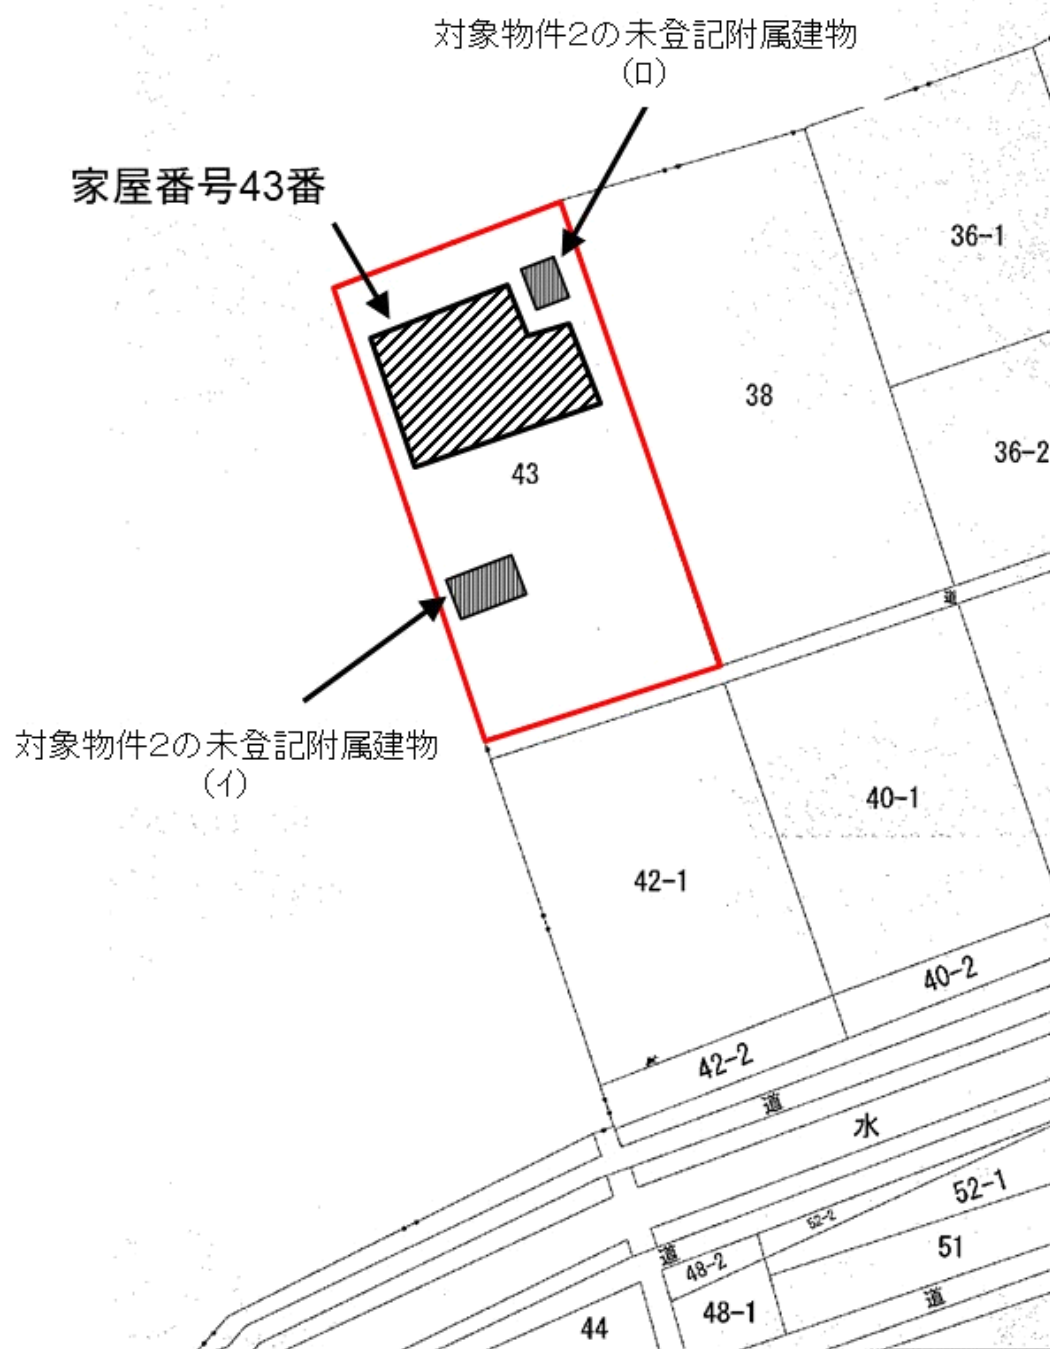 対象物件2の未登記附属建物
(ロ)
家屋番号43番
36-1
38
36-2
43
道
対象物件2の未登記附属建物
(イ)
40-1
42-1
40-2
42-2
道
水
52-1
52-2
51
道
48-2
道
48-1
44